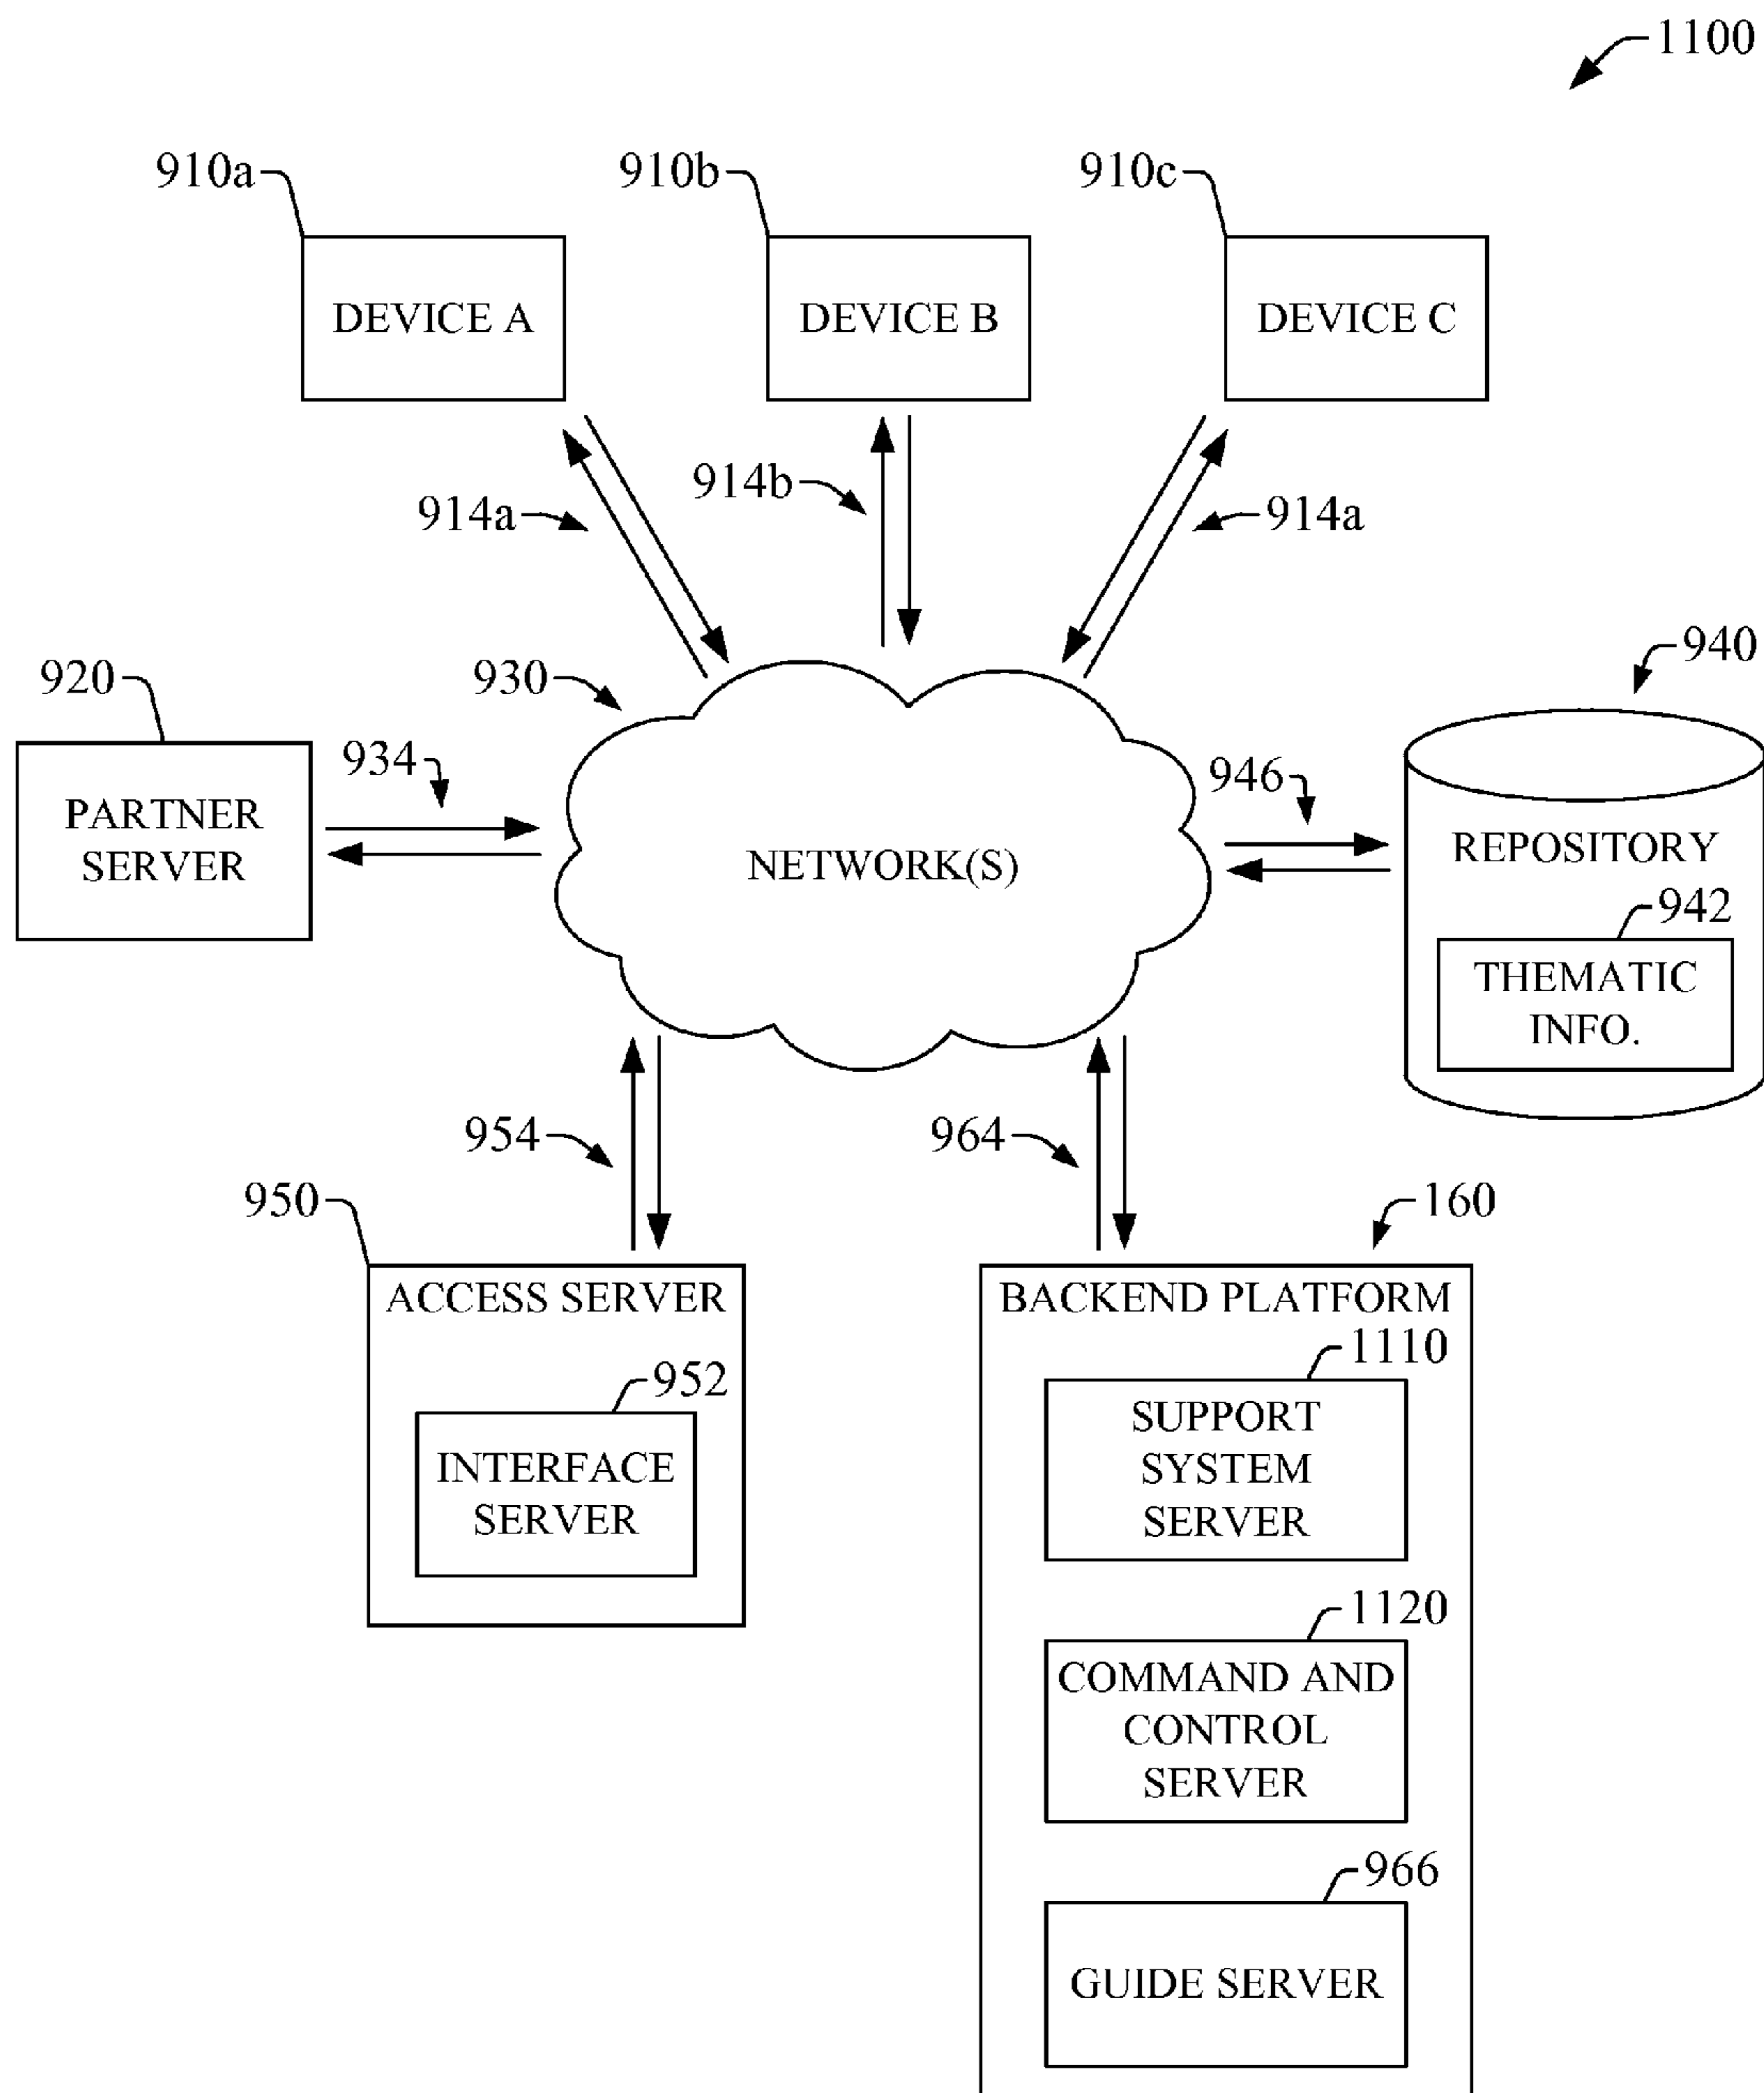 1100
910a
910b
910c
DEVICE A
DEVICE B
DEVICE C
914a
914b
914a
920
930
940
934
946
PARTNER
SERVER
NETWORK(S)
REPOSITORY
942
THEMATIC
INFO.
954
964
950
160
ACCESS SERVER
952
INTERFACE
SERVER
BACKEND PLATFORM
1110
SUPPORT
SYSTEM
SERVER
1120
COMMAND AND
CONTROL
SERVER
966
GUIDE SERVER